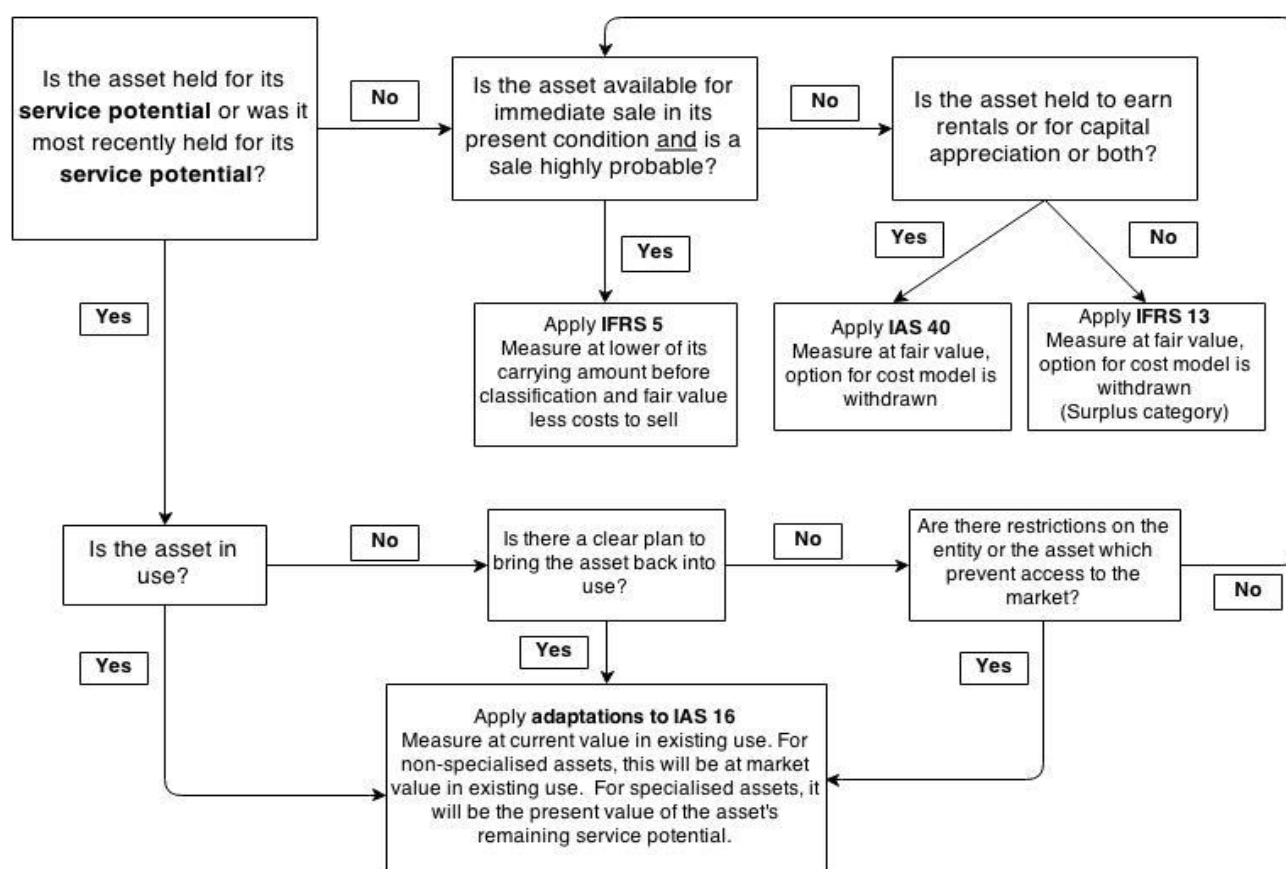 Is the asset held for its
service potential or was it
most recently held for its
service potential?
No
Is the asset available for
immediate sale in its
present condition and is a
sale highly probable?
No
Is the asset held to earn
rentals or for capital
appreciation or both?
Yes
Yes
Yes
No
Apply IFRS 5
Measure at lower of its
carrying amount before
classification and fair value
less costs to sell
Apply IAS 40
Measure at fair value,
option for cost model is
withdrawn
Apply IFRS 13
Measure at fair value,
option for cost model is
withdrawn
(Surplus category)
Is the asset in
use?
No
Is there a clear plan to
bring the asset back into
use?
No
Are there restrictions on the
entity or the asset which
prevent access to the
market?
No
Yes
Yes
Yes
Apply adaptations to IAS 16
Measure at current value in existing use. For
non-specialised assets, this will be at market
value in existing use.  For specialised assets, it
will be the present value of the asset's
remaining service potential.